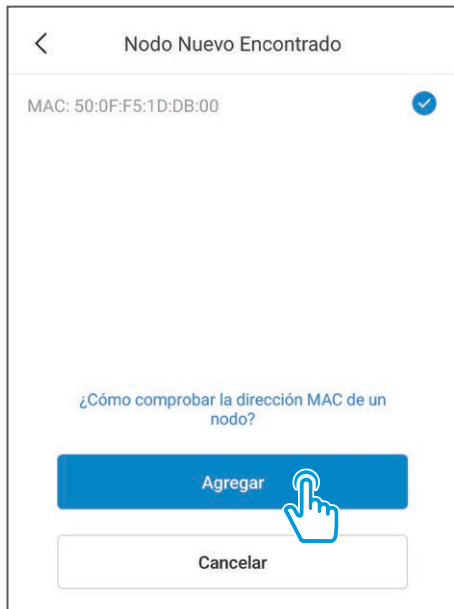 Nodo Nuevo Encontrado
MAC: 50:0F:F5:1D:DB:00
¿Cómo comprobar la dirección MAC de un
nodo?
Agregar
Cancelar